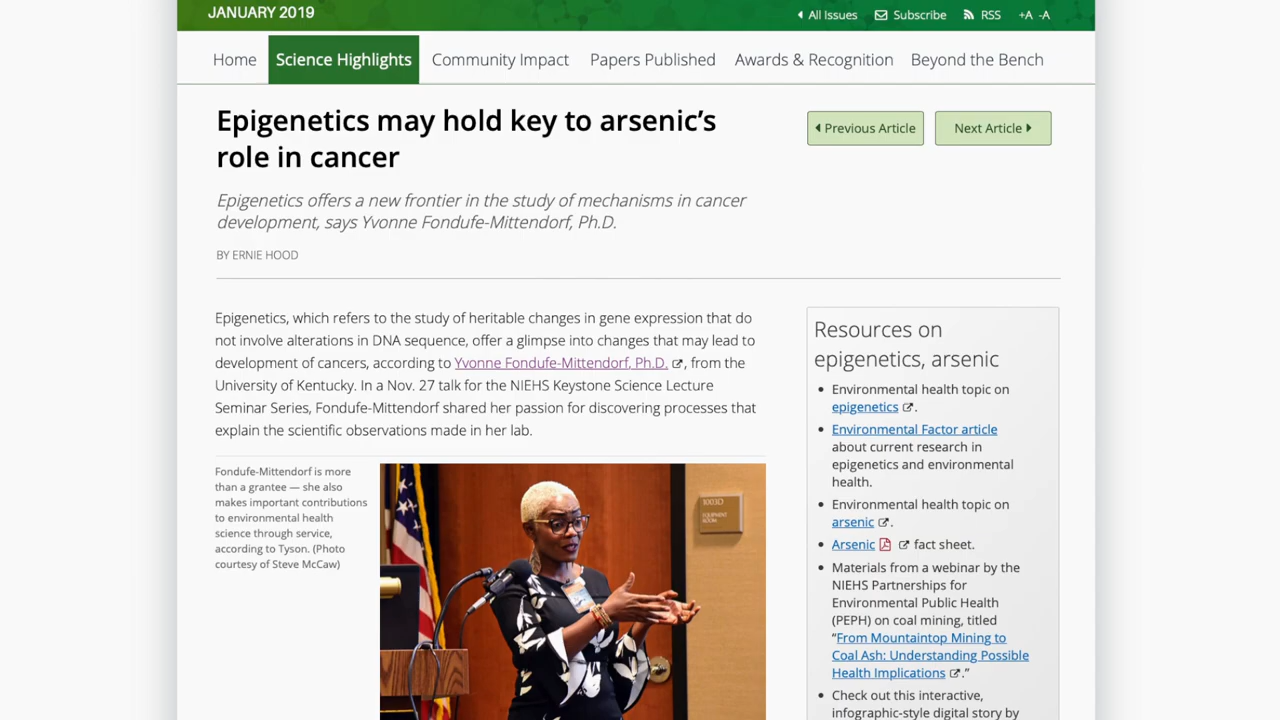 JANUARY 2019
All Issues
Subscribe
RSS
+A -A
Home
Science Highlights
Community Impact
Papers Published
Awards & Recognition
Beyond the Bench
Epigenetics may hold key to arsenic's
role in cancer
Previous Article
Next Article
Epigenetics offers a new frontier in the study of mechanisms in cancer
development, says Yvonne Fondufe-Mittendorf, Ph.D.
BY ERNIE HOOD
Epigenetics, which refers to the study of heritable changes in gene expression that do
not involve alterations in DNA sequence, offer a glimpse into changes that may lead to
development of cancers, according to Yvonne Fondufe-Mittendorf, Ph.D. , from the
University of Kentucky. In a Nov. 27 talk for the NIEHS Keystone Science Lecture
Seminar Series, Fondufe-Mittendorf shared her passion for discovering processes that
explain the scientific observations made in her lab.
Fondufe-Mittendorf is more
than a grantee — she also
makes important contributions
to environmental health
science through service,
according to Tyson. (Photo
courtesy of Steve McCaw)
EQUIPMENT
ROOM
Resources on
epigenetics, arsenic
• Environmental health topic on
epigenetics .
• Environmental Factor article
about current research in
epigenetics and environmental
health.
• Environmental health topic on
arsenic .
• Arsenic fact sheet.
• Materials from a webinar by the
NIEHS Partnerships for
Environmental Public Health
(PEPH) on coal mining, titled
“From Mountaintop Mining to
Coal Ash: Understanding Possible
Health Implications .”
• Check out this interactive,
infographic-style digital story by